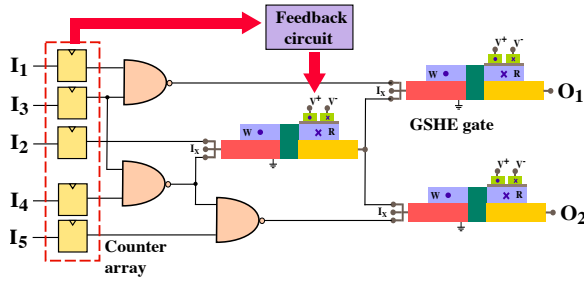 Feedback
circuit
I1
I3
I2
I4
I5
Counter
array
V+ V-
W R
IX
V+ V-
W R
IX
GSHE gate
O1
V+ V-
W R
IX
O2